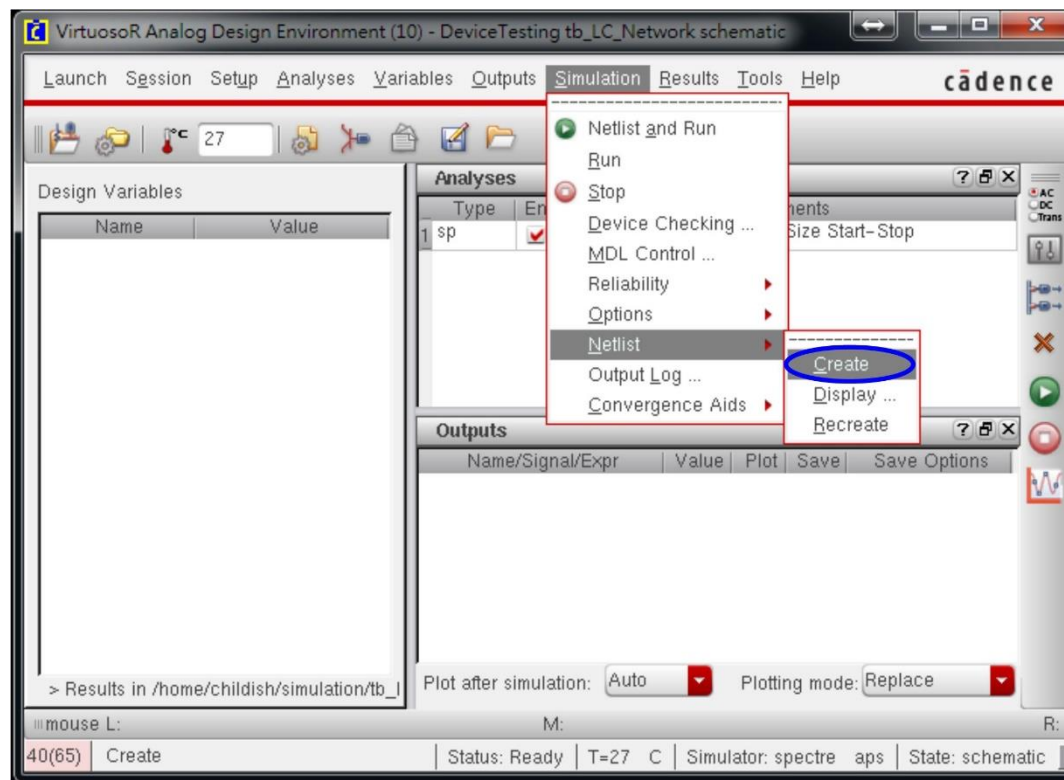 VirtuosoR Analog Design Environment (10) - DeviceTesting tb_LC_Network schematic
Launch Session Setup Analyses Variables Outputs Simulation Results Tools Help cādence
°C 27
Design Variables
Name Value
> Results in /home/childish/simulation/tb_l
Analyses
Type En
1 sp
Size Start-Stop
Netlist and Run
Run
Stop
Device Checking ...
MDL Control ...
Reliability
Options
Netlist
Output Log ...
Convergence Aids
Create
Display ...
Recreate
AC
DC
Trans
Outputs
Name/Signal/Expr Value Plot Save Save Options
Plot after simulation: Auto Plotting mode: Replace
mouse L: M: R:
40(65) Create Status: Ready T=27 C Simulator: spectre aps State: schematic